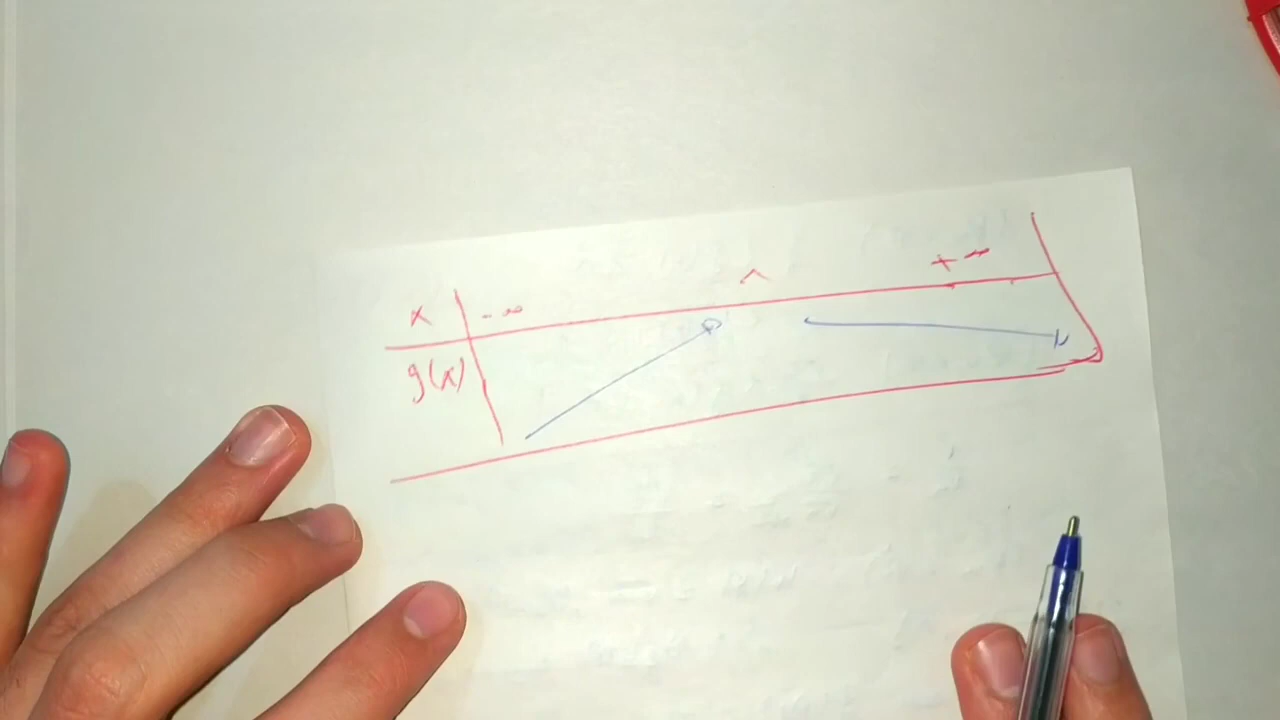 x -∞ 1 +∞
g(x)